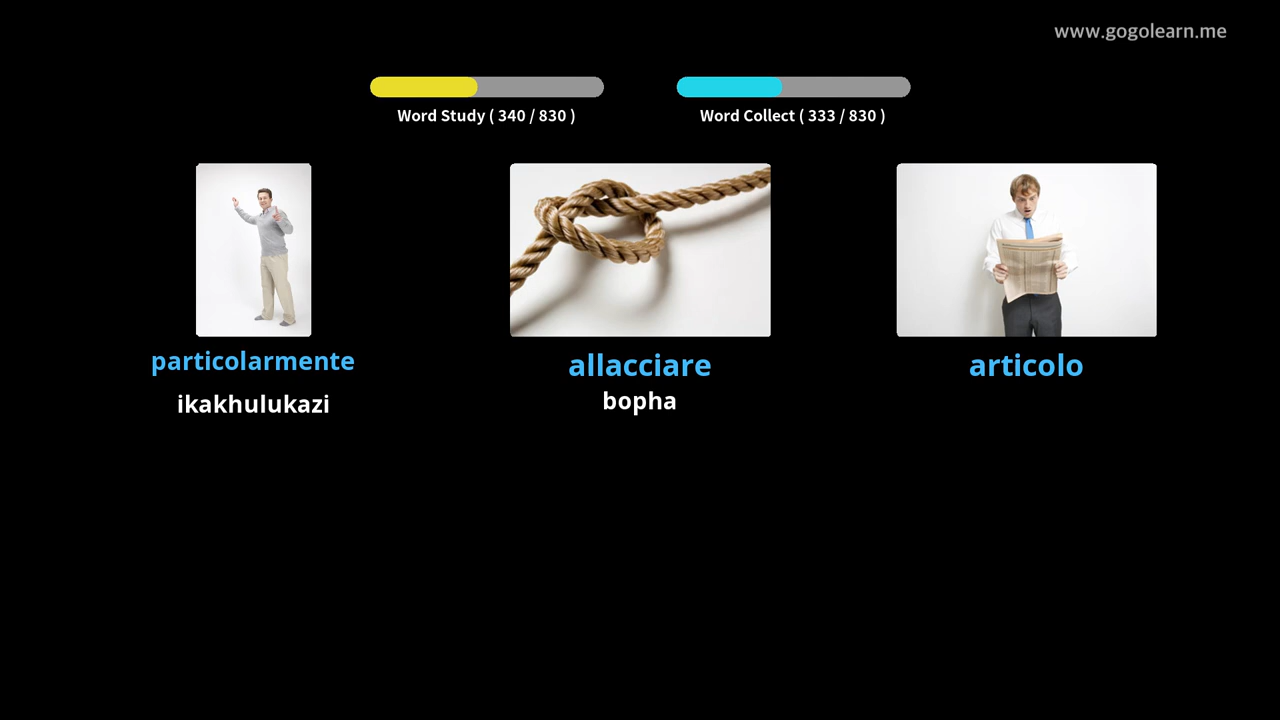 www.gogolearn.me
Word Study ( 340 / 830 )
Word Collect ( 333 / 830 )
particolarmente
ikakhulukazi
allacciare
bopha
articolo